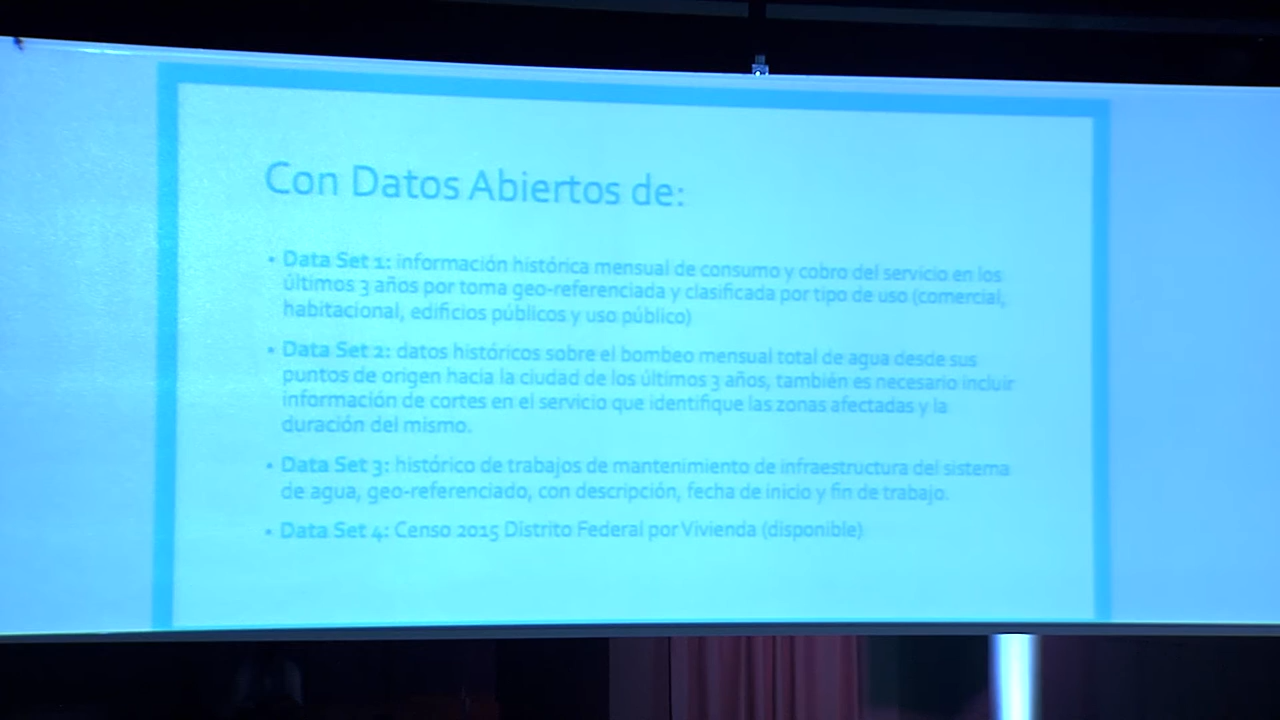 Con Datos Abiertos de:
• Data Set 1: información histórica mensual de consumo y cobro del servicio en los
últimos 3 años por toma geo-referenciada y clasificada por tipo de uso (comercial,
habitacional, edificios públicos y uso público)
• Data Set 2: datos históricos sobre el bombeo mensual total de agua desde sus
puntos de origen hacia la ciudad de los últimos 3 años, también es necesario incluir
información de cortes en el servicio que identifique las zonas afectadas y la
duración del mismo.
• Data Set 3: histórico de trabajos de mantenimiento de infraestructura del sistema
de agua, geo-referenciado, con descripción, fecha de inicio y fin de trabajo.
• Data Set 4: Censo 2015 Distrito Federal por Vivienda (disponible)